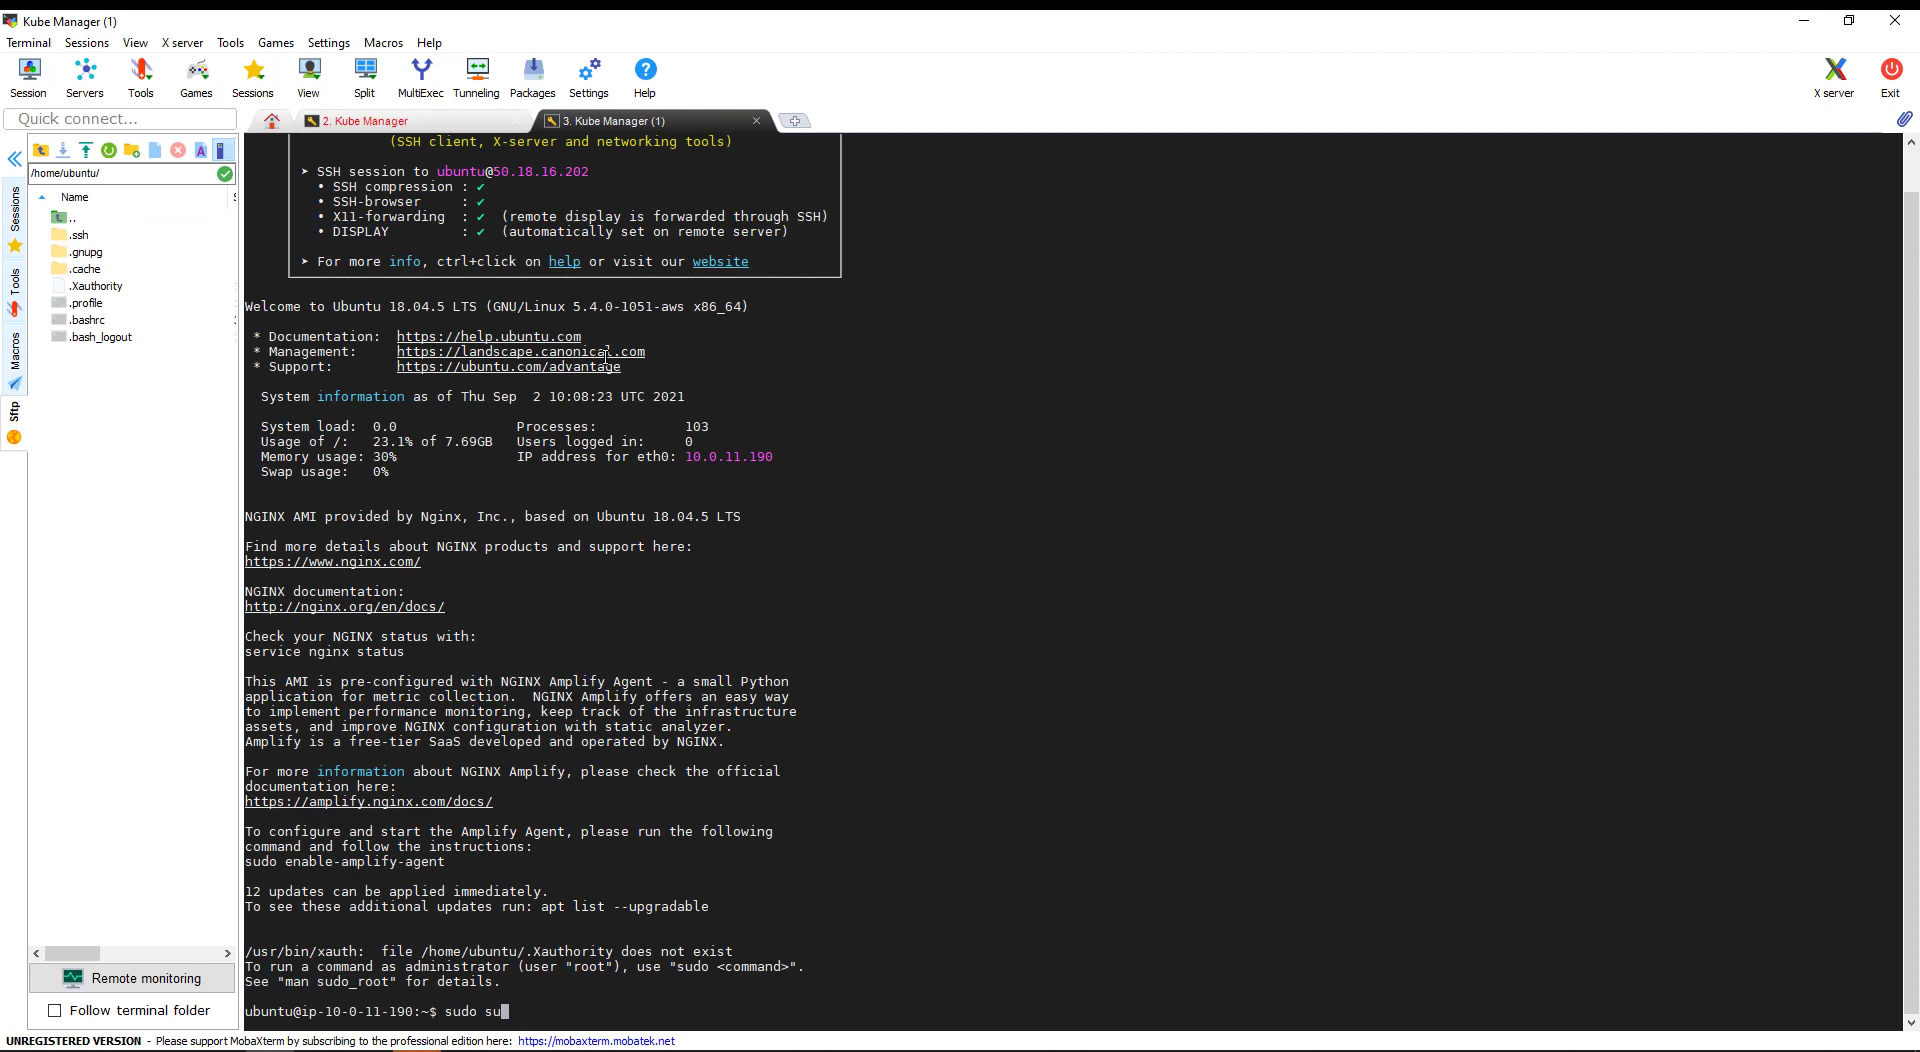 Kube Manager (1)
Terminal Sessions View X server Tools Games Settings Macros Help
Session Servers Tools Games Sessions View Split MultiExec Tunneling Packages Settings Help X server Exit
Quick connect...
2. Kube Manager
3. Kube Manager (1)
/home/ubuntu/
Name
..
.ssh
.gnupg
.cache
.Xauthority
.profile
.bashrc
.bash_logout
Sessions
Tools
Macros
Sftp
Remote monitoring
Follow terminal folder
(SSH client, X-server and networking tools)
➤ SSH session to ubuntu@50.18.16.202
• SSH compression : ✔
• SSH-browser : ✔
• X11-forwarding : ✔ (remote display is forwarded through SSH)
• DISPLAY : ✔ (automatically set on remote server)
➤ For more info, ctrl+click on help or visit our website
Welcome to Ubuntu 18.04.5 LTS (GNU/Linux 5.4.0-1051-aws x86_64)
* Documentation: https://help.ubuntu.com
* Management: https://landscape.canonical.com
* Support: https://ubuntu.com/advantage
System information as of Thu Sep 2 10:08:23 UTC 2021
System load: 0.0 Processes: 103
Usage of /: 23.1% of 7.69GB Users logged in: 0
Memory usage: 30% IP address for eth0: 10.0.11.190
Swap usage: 0%
NGINX AMI provided by Nginx, Inc., based on Ubuntu 18.04.5 LTS
Find more details about NGINX products and support here:
https://www.nginx.com/
NGINX documentation:
http://nginx.org/en/docs/
Check your NGINX status with:
service nginx status
This AMI is pre-configured with NGINX Amplify Agent - a small Python
application for metric collection. NGINX Amplify offers an easy way
to implement performance monitoring, keep track of the infrastructure
assets, and improve NGINX configuration with static analyzer.
Amplify is a free-tier SaaS developed and operated by NGINX.
For more information about NGINX Amplify, please check the official
documentation here:
https://amplify.nginx.com/docs/
To configure and start the Amplify Agent, please run the following
command and follow the instructions:
sudo enable-amplify-agent
12 updates can be applied immediately.
To see these additional updates run: apt list --upgradable
/usr/bin/xauth: file /home/ubuntu/.Xauthority does not exist
To run a command as administrator (user "root"), use "sudo <command>".
See "man sudo_root" for details.
ubuntu@ip-10-0-11-190:~$ sudo su
UNREGISTERED VERSION - Please support MobaXterm by subscribing to the professional edition here: https://mobaxterm.mobatek.net